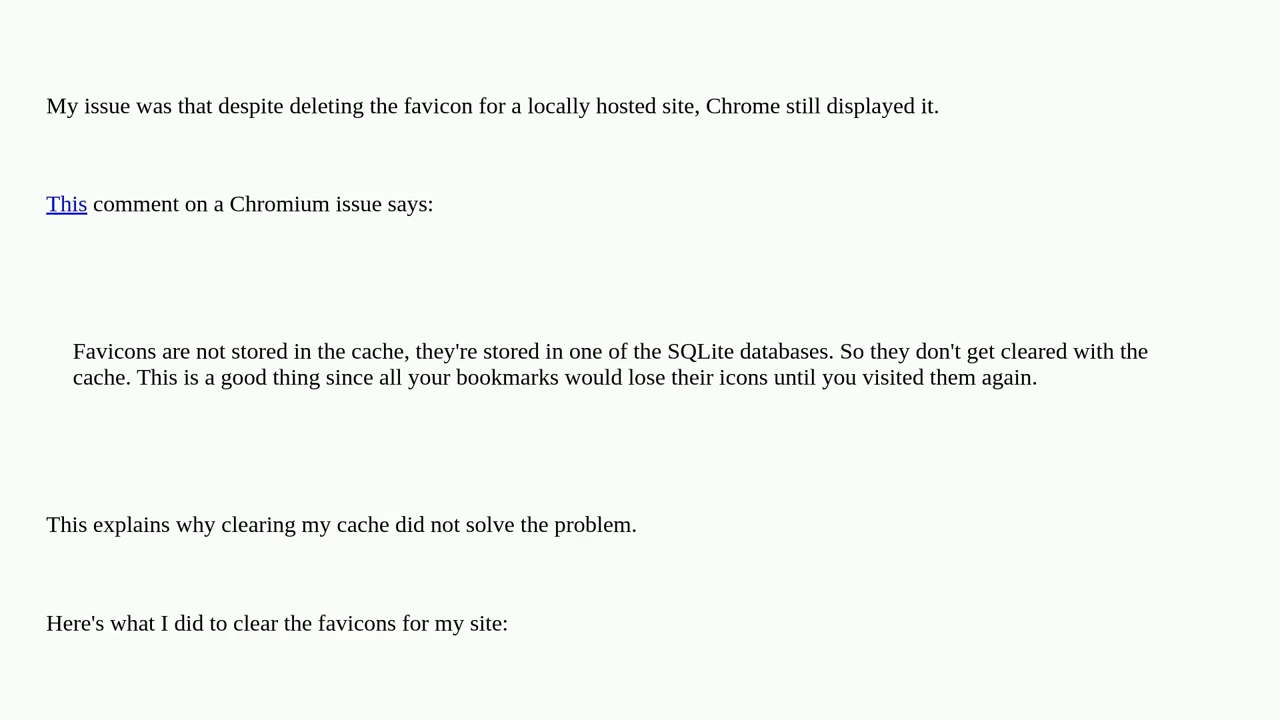 My issue was that despite deleting the favicon for a locally hosted site, Chrome still displayed it.
This comment on a Chromium issue says:
Favicons are not stored in the cache, they're stored in one of the SQLite databases. So they don't get cleared with the
cache. This is a good thing since all your bookmarks would lose their icons until you visited them again.
This explains why clearing my cache did not solve the problem.
Here's what I did to clear the favicons for my site: